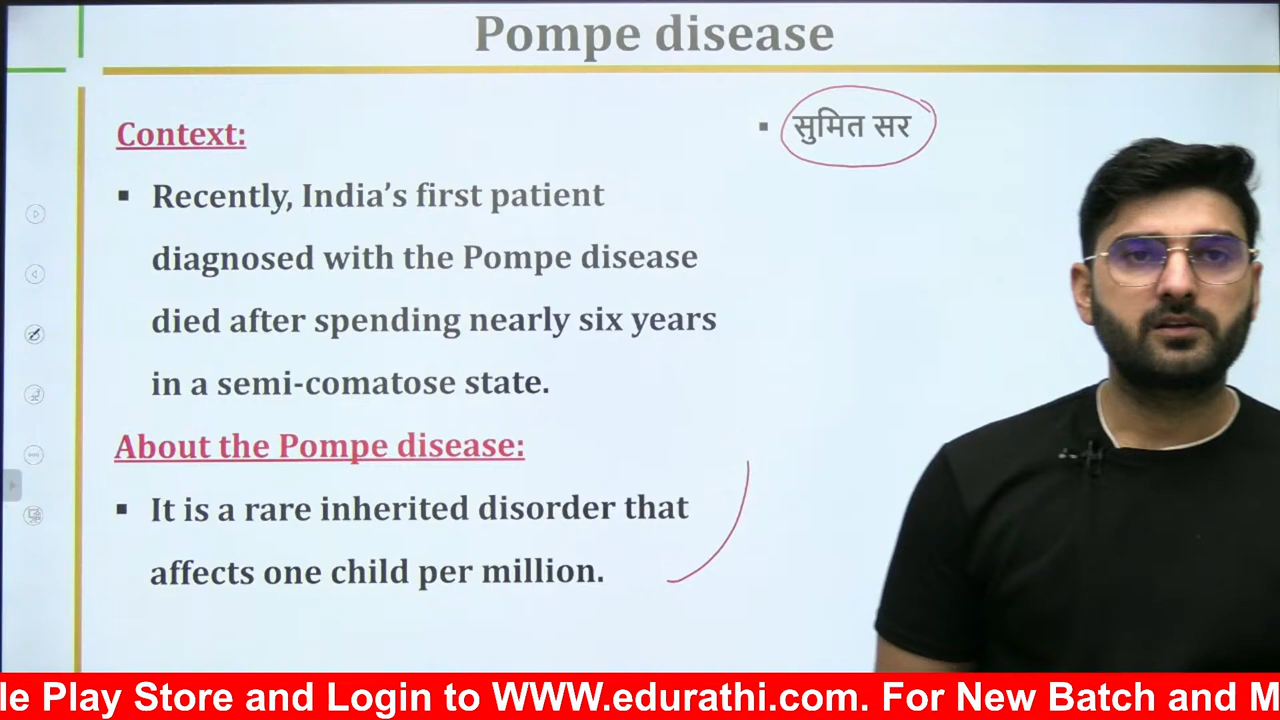 Pompe disease
Context:
▪ Recently, India’s first patient
diagnosed with the Pompe disease
died after spending nearly six years
in a semi-comatose state.
About the Pompe disease:
▪ It is a rare inherited disorder that
affects one child per million.
▪ सुमित सर
le Play Store and Login to WWW.edurathi.com. For New Batch and M